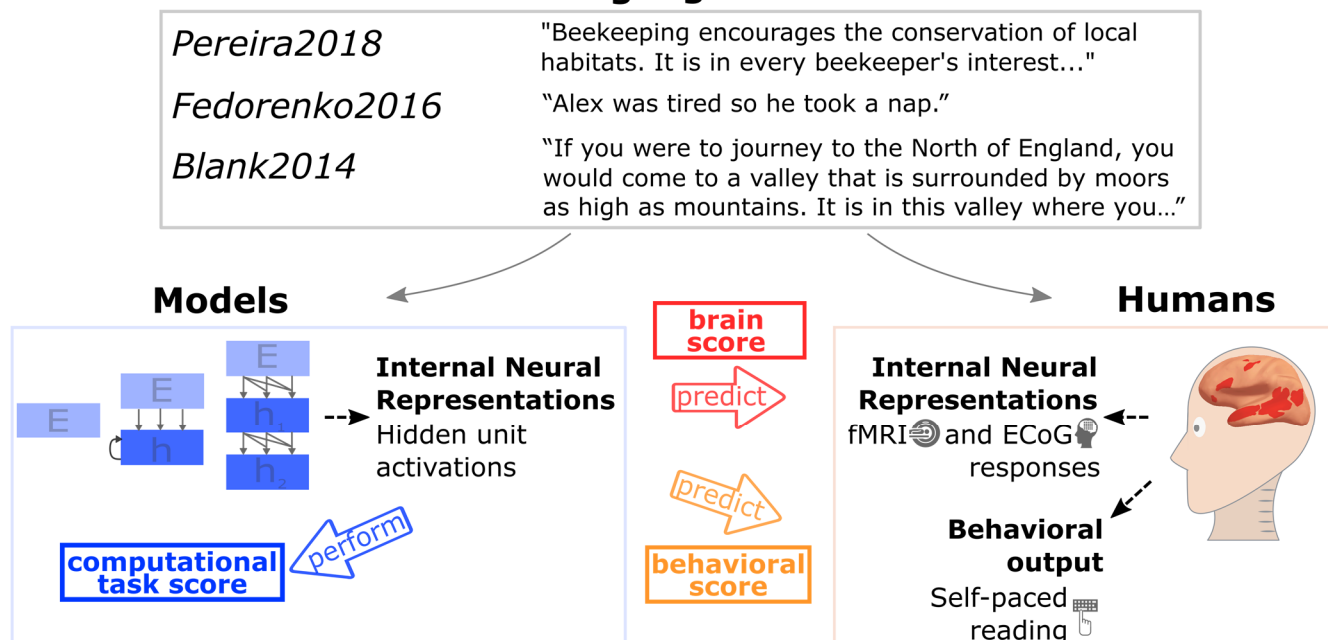 Pereira2018
"Beekeeping encourages the conservation of local
habitats. It is in every beekeeper's interest..."
Fedorenko2016
“Alex was tired so he took a nap.”
Blank2014
“If you were to journey to the North of England, you
would come to a valley that is surrounded by moors
as high as mountains. It is in this valley where you…”
Models
E
E
h
E
h₁
h₂
Internal Neural
Representations
Hidden unit
activations
perform
computational
task score
brain
score
predict
predict
behavioral
score
Humans
Internal Neural
Representations
fMRI and ECoG
responses
Behavioral
output
Self-paced
reading